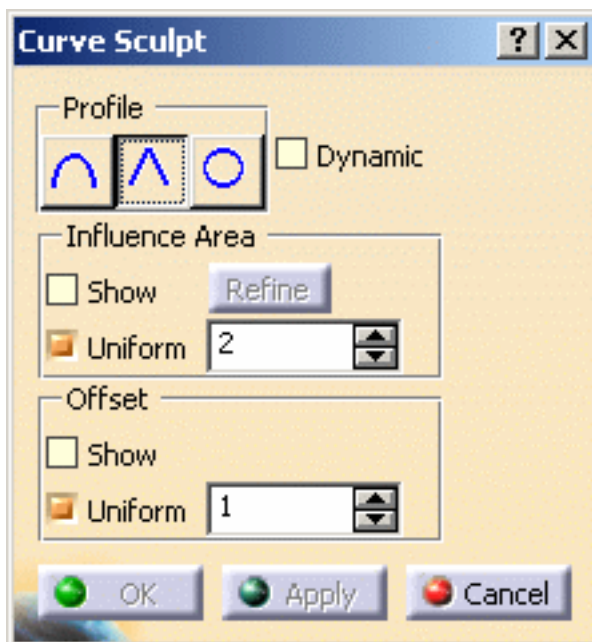 Curve Sculpt
Profile
Dynamic
Influence Area
Show Refine
Uniform 2
Offset
Show
Uniform 1
OK Apply Cancel